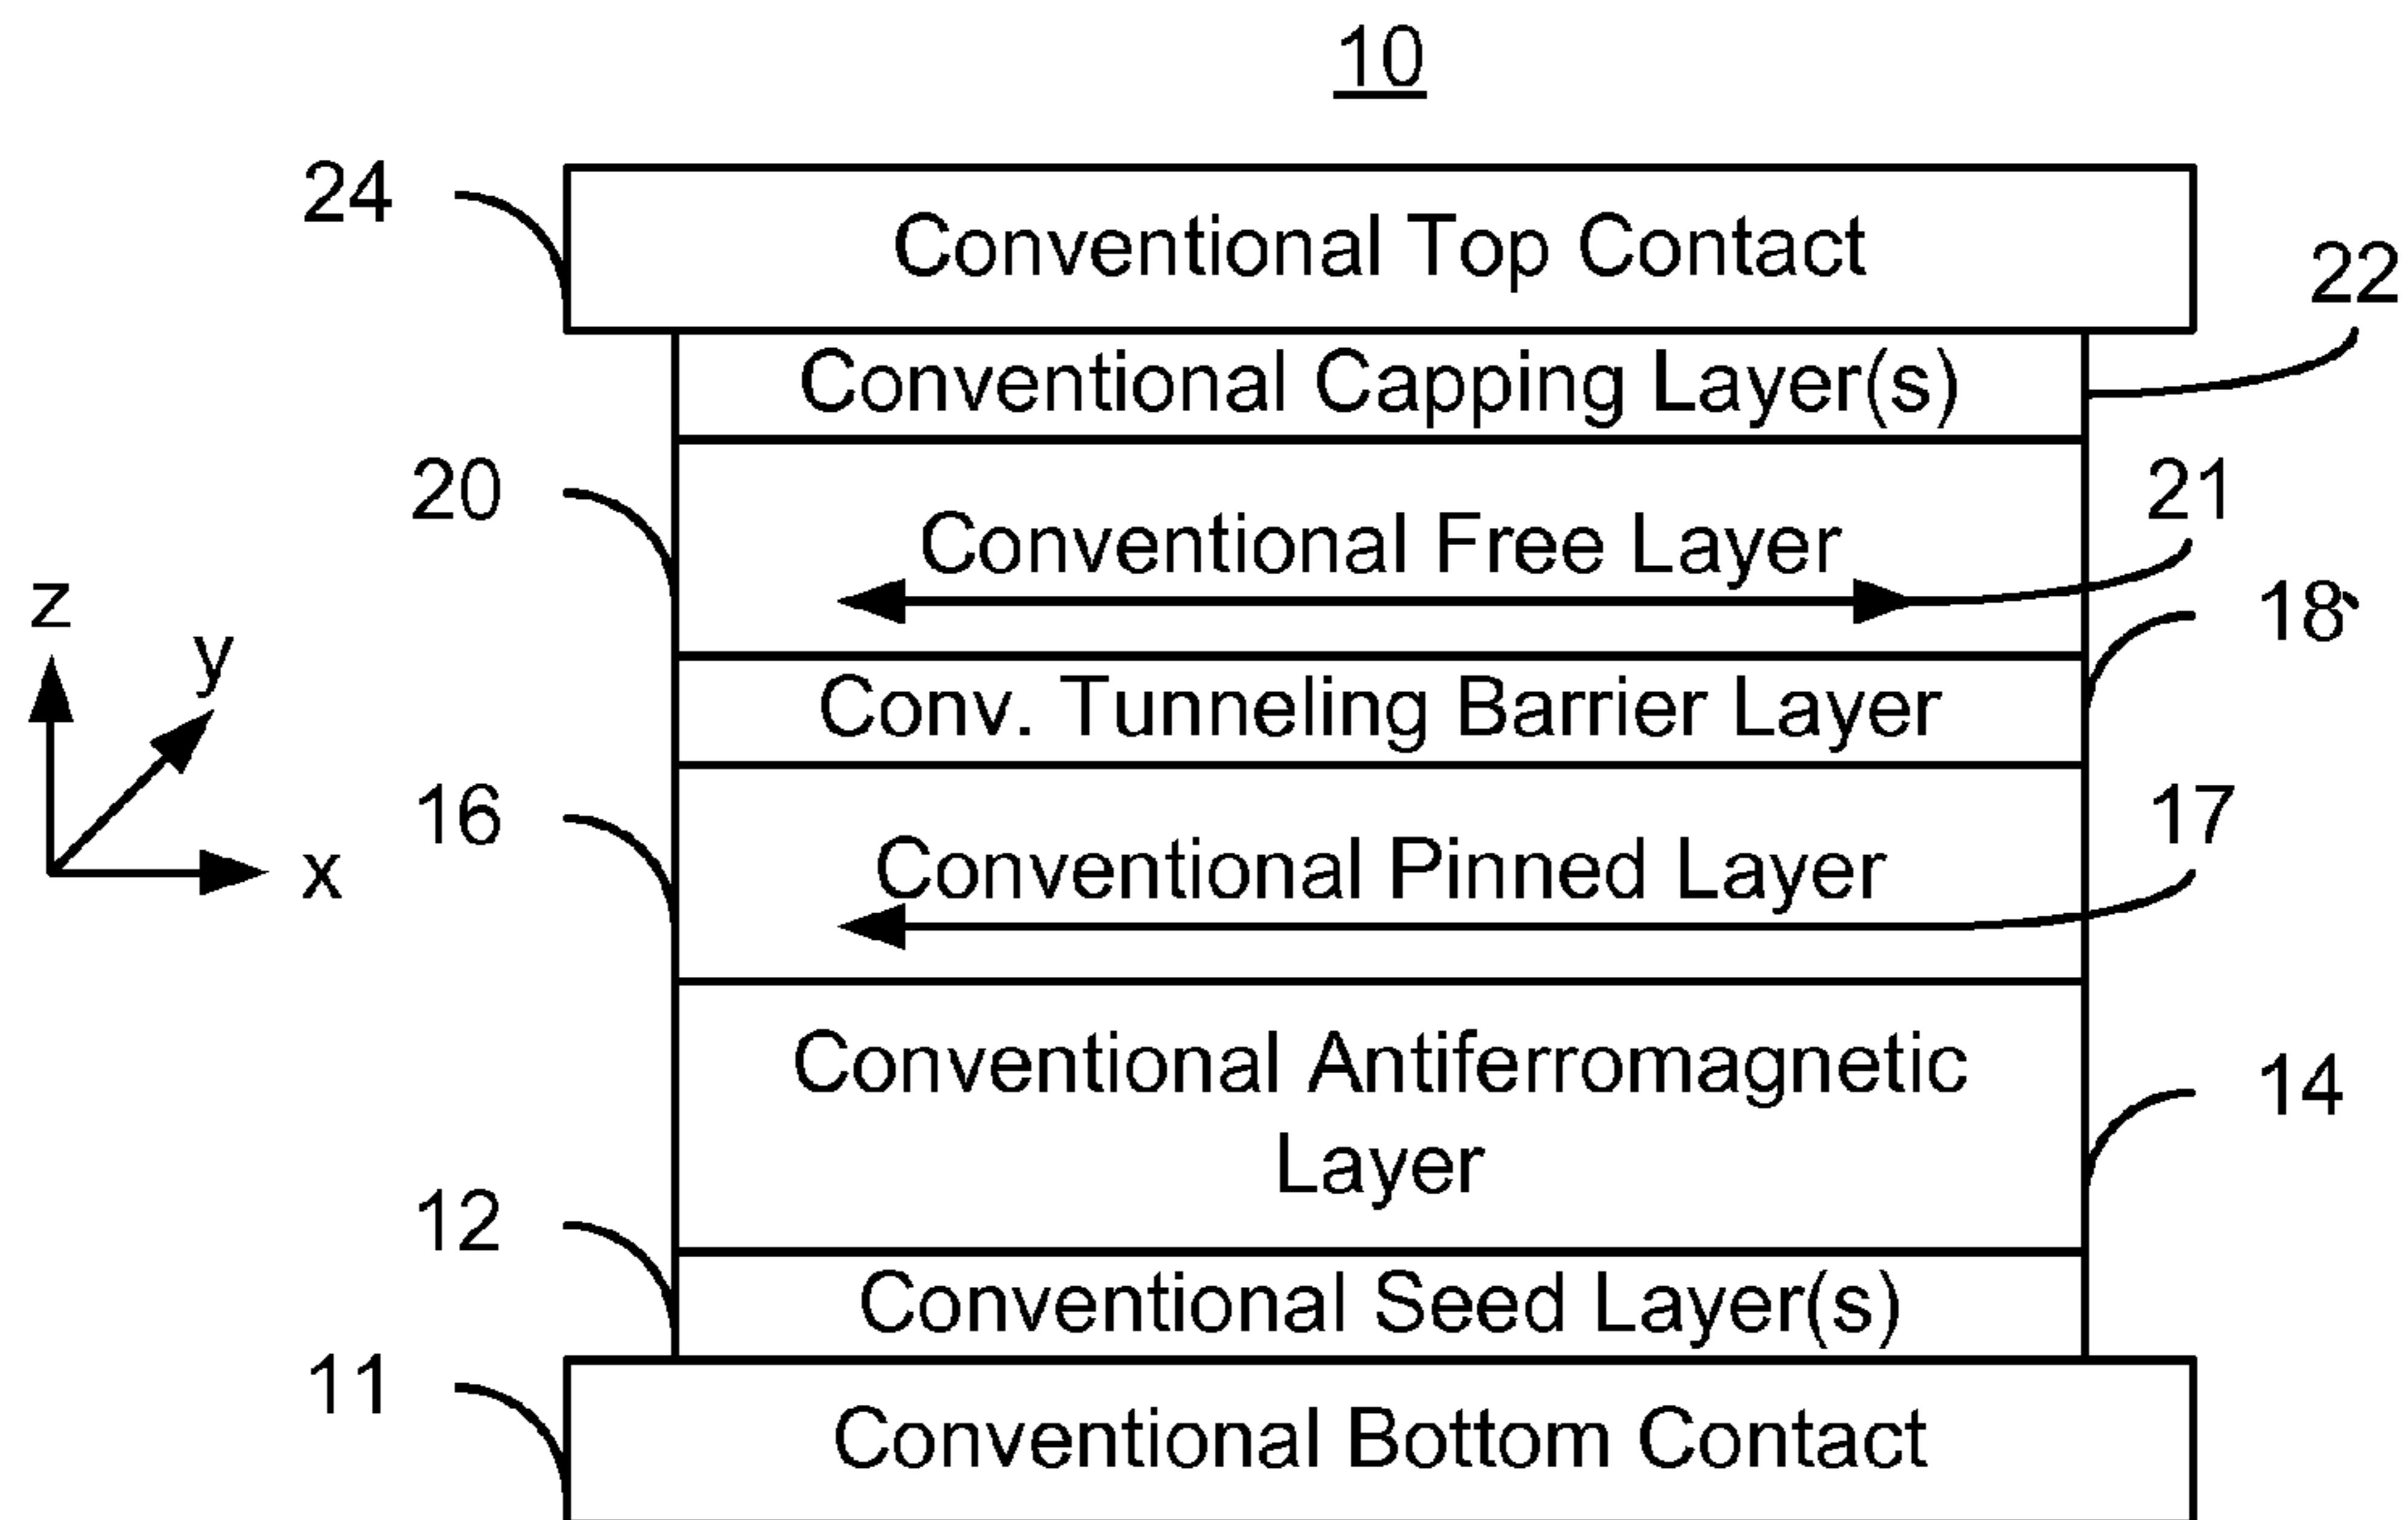 10
24
Conventional Top Contact
22
Conventional Capping Layer(s)
20
21
Conventional Free Layer
z
y
x
18`
Conv. Tunneling Barrier Layer
16
17
Conventional Pinned Layer
Conventional Antiferromagnetic
Layer
14
12
Conventional Seed Layer(s)
11
Conventional Bottom Contact